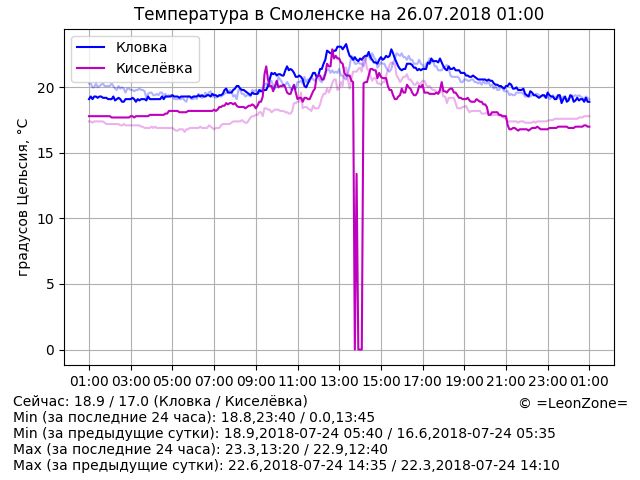 Температура в Смоленске на 26.07.2018 01:00
Кловка
Киселёвка
градусов Цельсия, °C
20
15
10
5
0
01:00 03:00 05:00 07:00 09:00 11:00 13:00 15:00 17:00 19:00 21:00 23:00 01:00
Сейчас: 18.9 / 17.0 (Кловка / Киселёвка)
© =LeonZone=
Min (за последние 24 часа): 18.8,23:40 / 0.0,13:45
Min (за предыдущие сутки): 18.9,2018-07-24 05:40 / 16.6,2018-07-24 05:35
Max (за последние 24 часа): 23.3,13:20 / 22.9,12:40
Max (за предыдущие сутки): 22.6,2018-07-24 14:35 / 22.3,2018-07-24 14:10